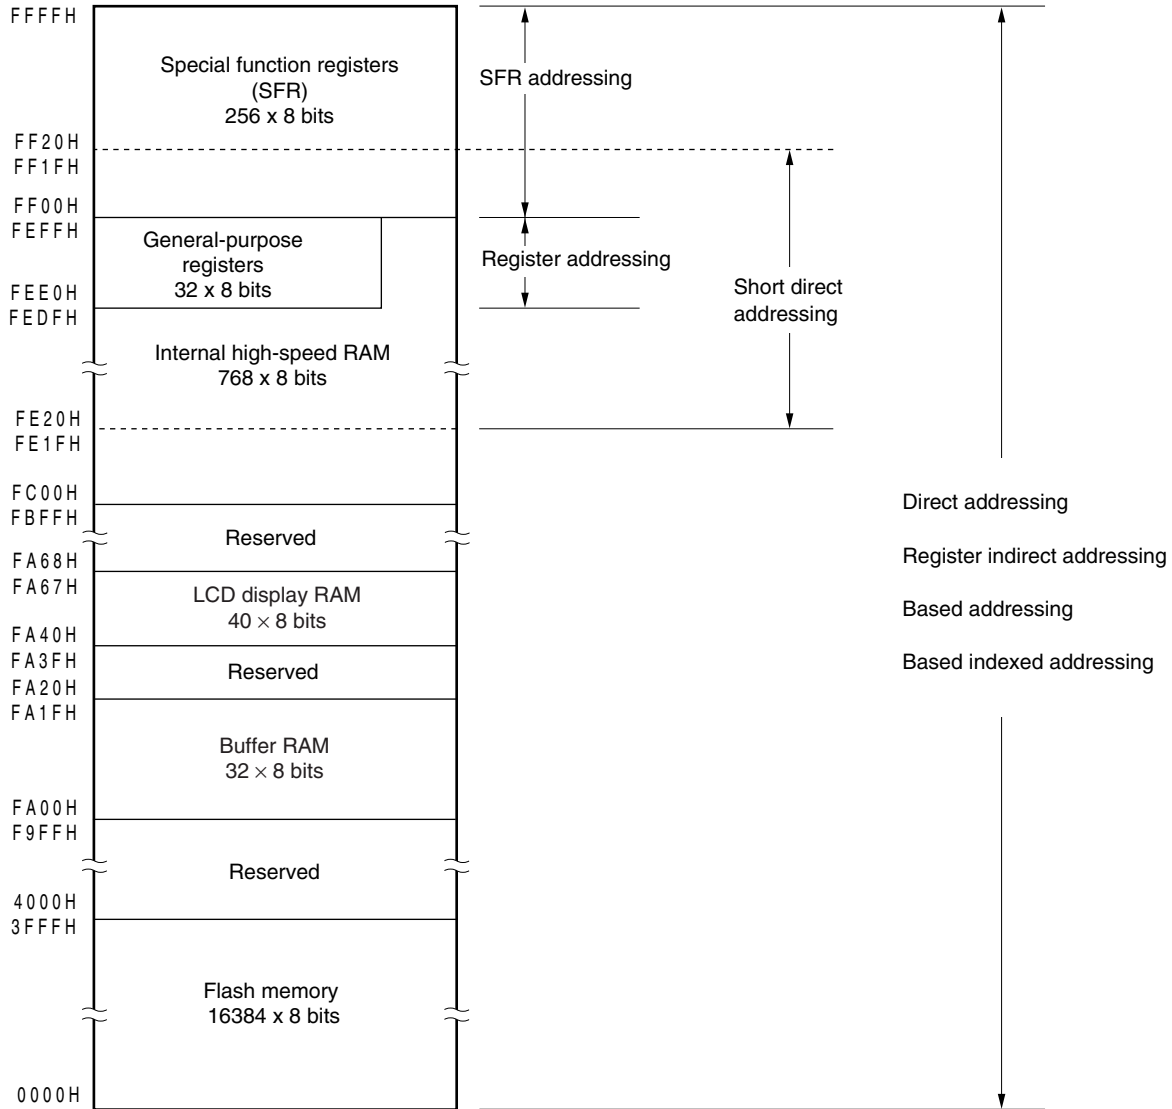 FFFFH
Special function registers
(SFR)
256 x 8 bits
SFR addressing
FF20H
FF1FH
FF00H
FEFFH
General-purpose
registers
32 x 8 bits
Register addressing
Short direct
addressing
FEE0H
FEDFH
Internal high-speed RAM
768 x 8 bits
FE20H
FE1FH
FC00H
FBFFH
Reserved
FA68H
FA67H
LCD display RAM
40 × 8 bits
FA40H
FA3FH
Reserved
FA20H
FA1FH
Buffer RAM
32 × 8 bits
FA00H
F9FFH
Reserved
4000H
3FFFH
Flash memory
16384 x 8 bits
0000H
Direct addressing
Register indirect addressing
Based addressing
Based indexed addressing